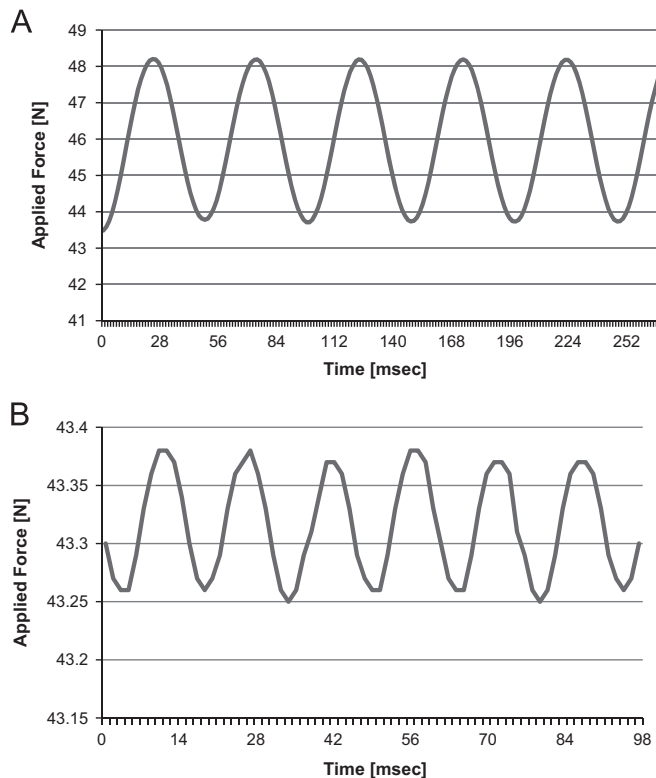 A
49
48
47
46
45
44
43
42
41
Applied Force [N]
0 28 56 84 112 140 168 196 224 252
Time [msec]
B
43.4
43.35
43.3
43.25
43.2
43.15
Applied Force [N]
0 14 28 42 56 70 84 98
Time [msec]